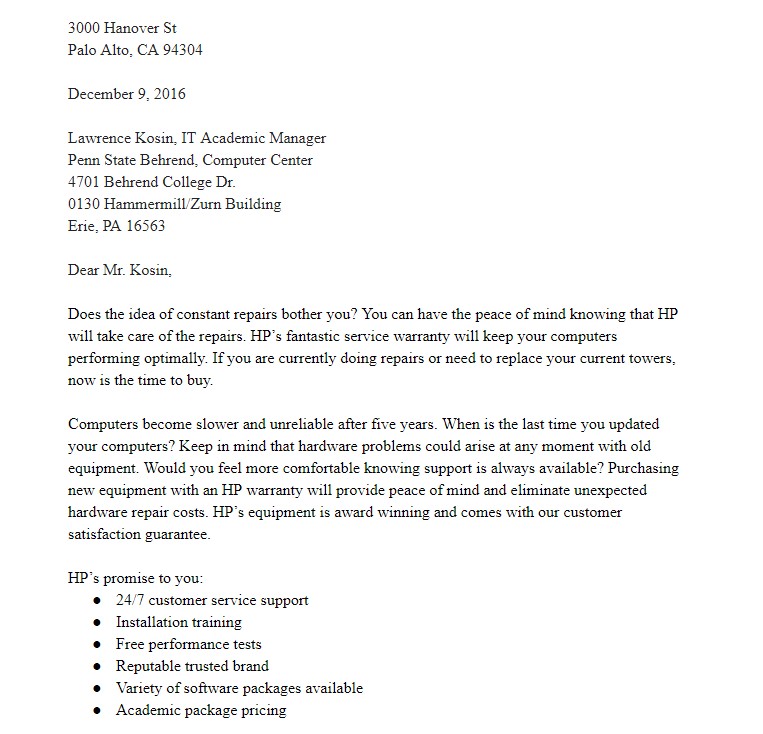 3000 Hanover St
Palo Alto, CA 94304
December 9, 2016
Lawrence Kosin, IT Academic Manager
Penn State Behrend, Computer Center
4701 Behrend College Dr.
0130 Hammermill/Zurn Building
Erie, PA 16563
Dear Mr. Kosin,
Does the idea of constant repairs bother you? You can have the peace of mind knowing that HP
will take care of the repairs. HP's fantastic service warranty will keep your computers
performing optimally. If you are currently doing repairs or need to replace your current towers,
now is the time to buy.
Computers become slower and unreliable after five years. When is the last time you updated
your computers? Keep in mind that hardware problems could arise at any moment with old
equipment. Would you feel more comfortable knowing support is always available? Purchasing
new equipment with an HP warranty will provide peace of mind and eliminate unexpected
hardware repair costs. HP's equipment is award winning and comes with our customer
satisfaction guarantee.
HP's promise to you:
● 24/7 customer service support
● Installation training
● Free performance tests
● Reputable trusted brand
● Variety of software packages available
● Academic package pricing